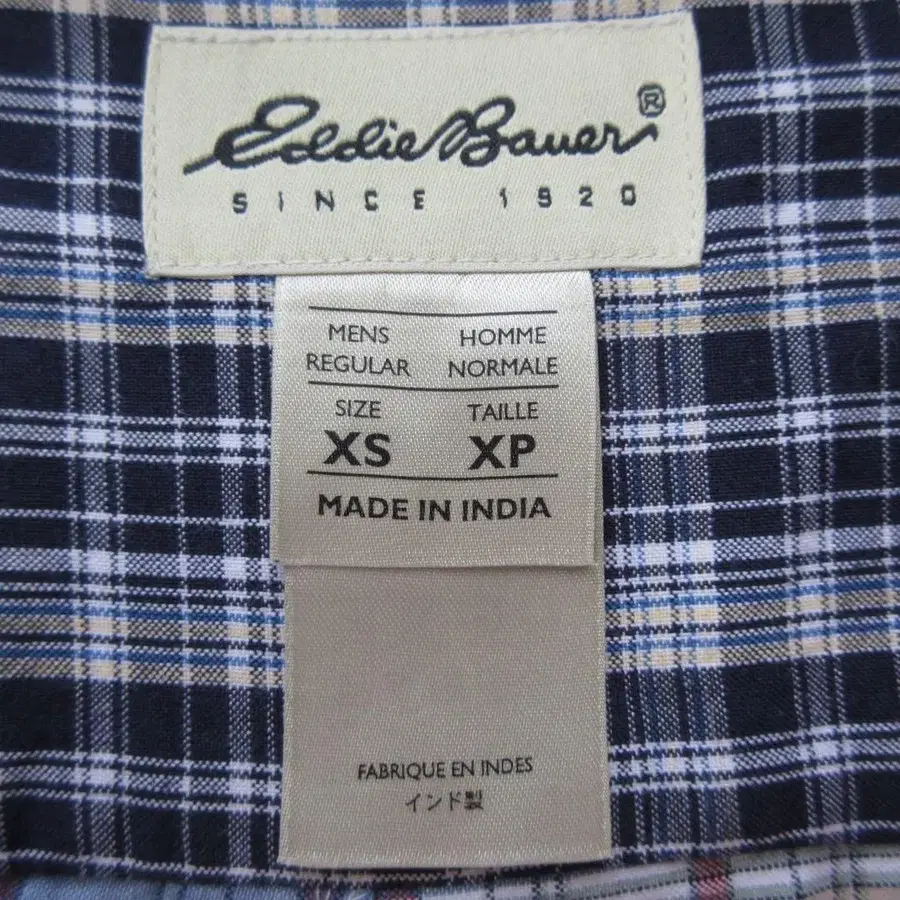 Eddie Bauer ®
SINCE 1920
MENS REGULAR
HOMME NORMALE
SIZE XS
TAILLE XP
MADE IN INDIA
FABRIQUE EN INDES
インド製